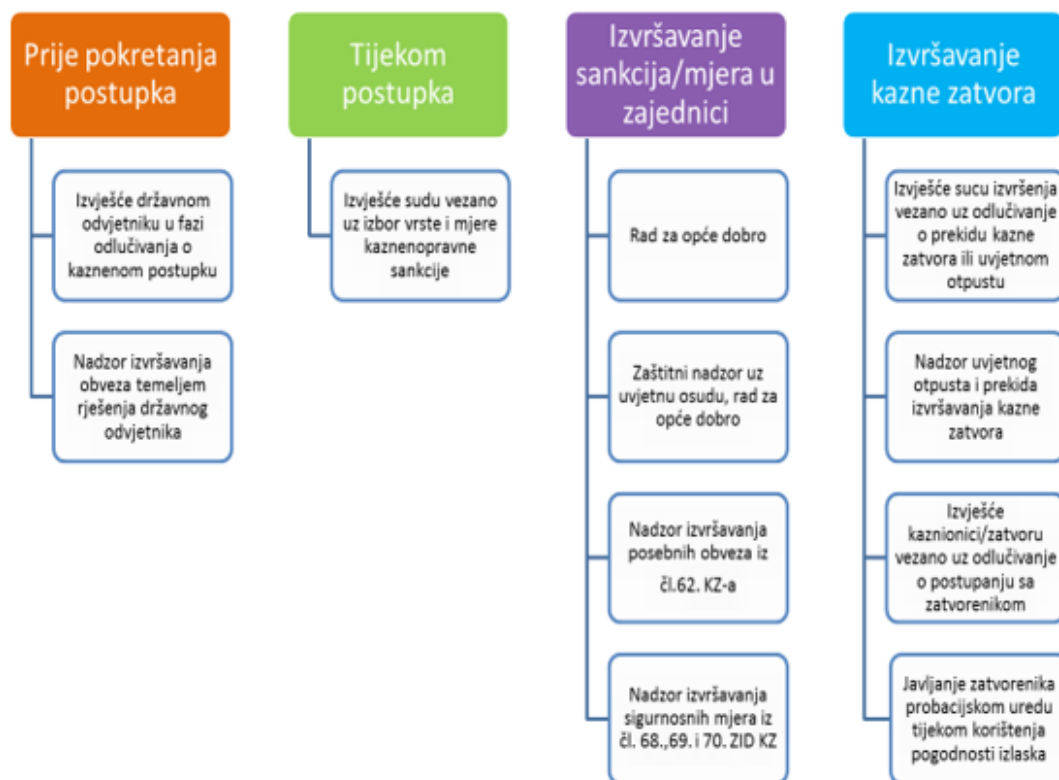 Prije pokretanja
postupka
Izvješće državnom
odvjetniku u fazi
odlučivanja o
kaznenom postupku
Nadzor izvršavanja
obveza temeljem
rješenja državnog
odvjetnika
Tijekom
postupka
Izvješće sudu vezano
uz izbor vrste i mjere
kaznenopravne
sankcije
Izvršavanje
sankcija/mjera u
zajednici
Rad za opće dobro
Zaštitni nadzor uz
uvjetnu osudu, rad za
opće dobro
Nadzor izvršavanja
posebnih obveza iz
čl.62. KZ-a
Nadzor izvršavanja
sigurnosnih mjera iz
čl. 68.,69. i 70. ZID KZ
Izvršavanje
kazne zatvora
Izvješće sucu izvršenja
vezano uz odlučivanje
o prekidu kazne
zatvora ili uvjetnom
otpustu
Nadzor uvjetnog
otpusta i prekida
izvršavanja kazne
zatvora
Izvješće
kaznionici/zatvoru
vezano uz odlučivanje
o postupanju sa
zatvorenikom
Javljanje zatvorenika
probacijskom uredu
tijekom korištenja
pogodnosti izlaska